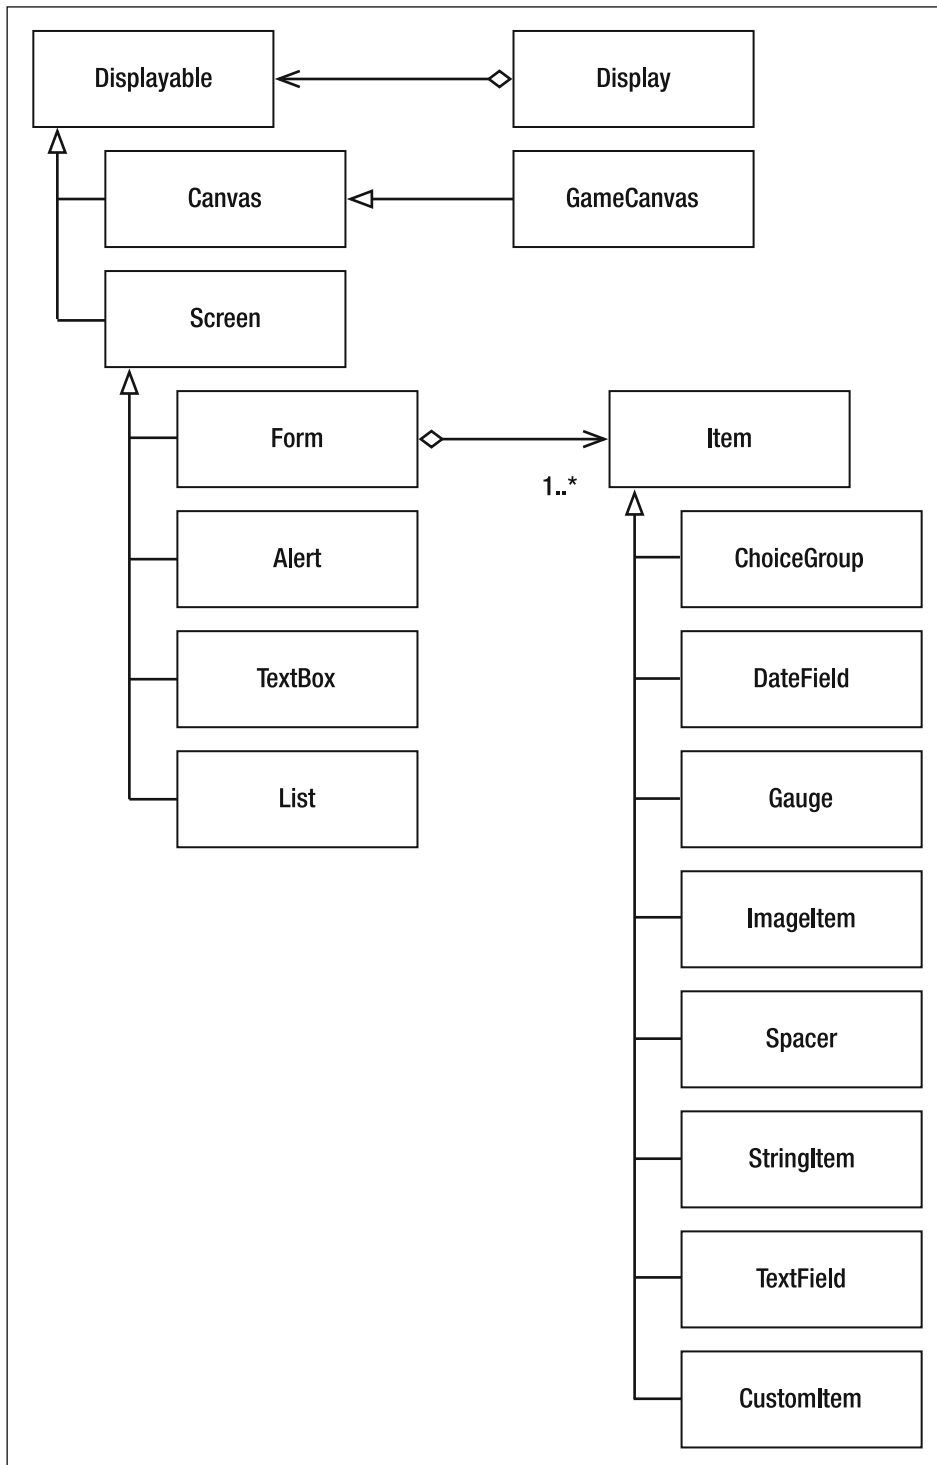 Displayable
Display
Canvas
GameCanvas
Screen
Form
Item
1..*
Alert
ChoiceGroup
TextBox
DateField
List
Gauge
ImageItem
Spacer
StringItem
TextField
CustomItem